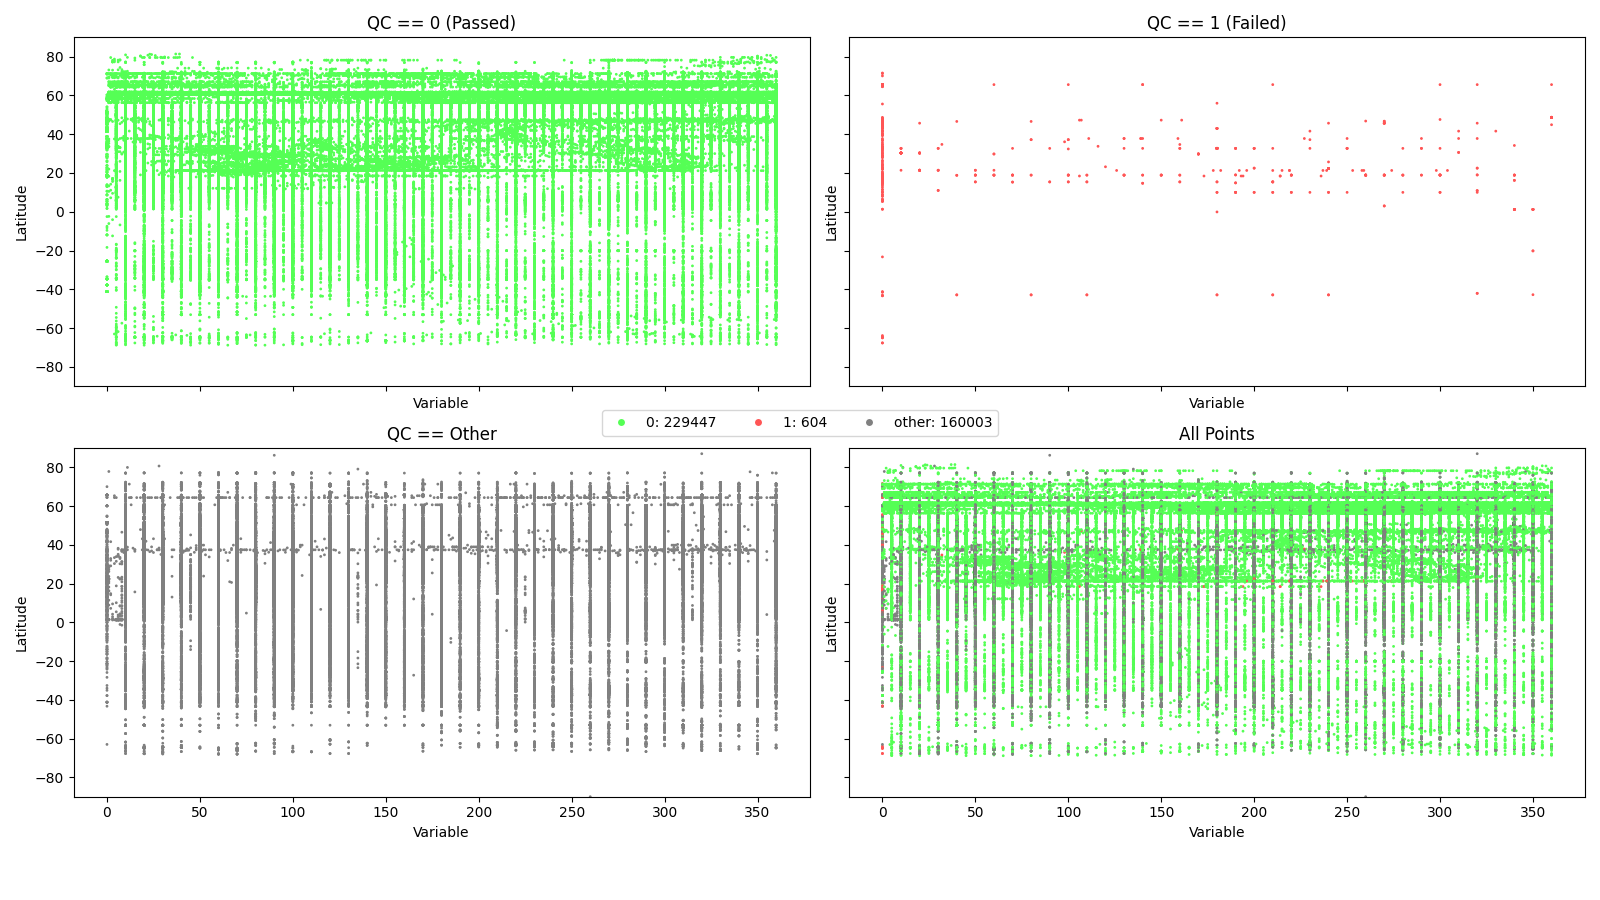 QC == 0 (Passed)
QC == 1 (Failed)
80
60
40
20
0
−20
−40
−60
−80
Latitude
Latitude
Variable
Variable
0: 229447
1: 604
other: 160003
QC == Other
All Points
80
60
40
20
0
−20
−40
−60
−80
Latitude
Latitude
0 50 100 150 200 250 300 350
0 50 100 150 200 250 300 350
Variable
Variable